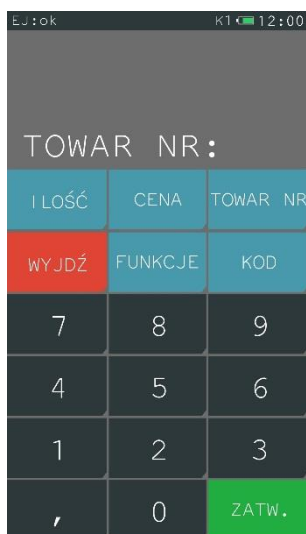 EJ:ok K1 12:00
TOWAR NR:
ILOŚĆ CENA TOWAR NR
WYJDŹ FUNKCJE KOD
7 8 9
4 5 6
1 2 3
, 0 ZATW.